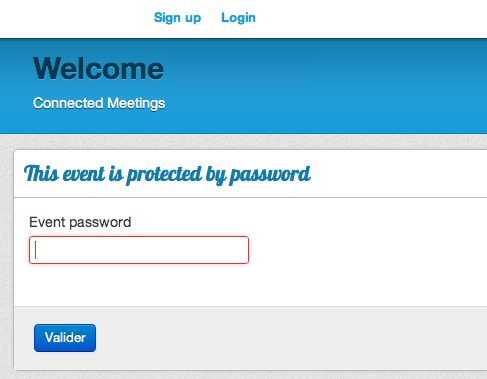 Sign up Login
Welcome
Connected Meetings
This event is protected by password
Event password
Valider